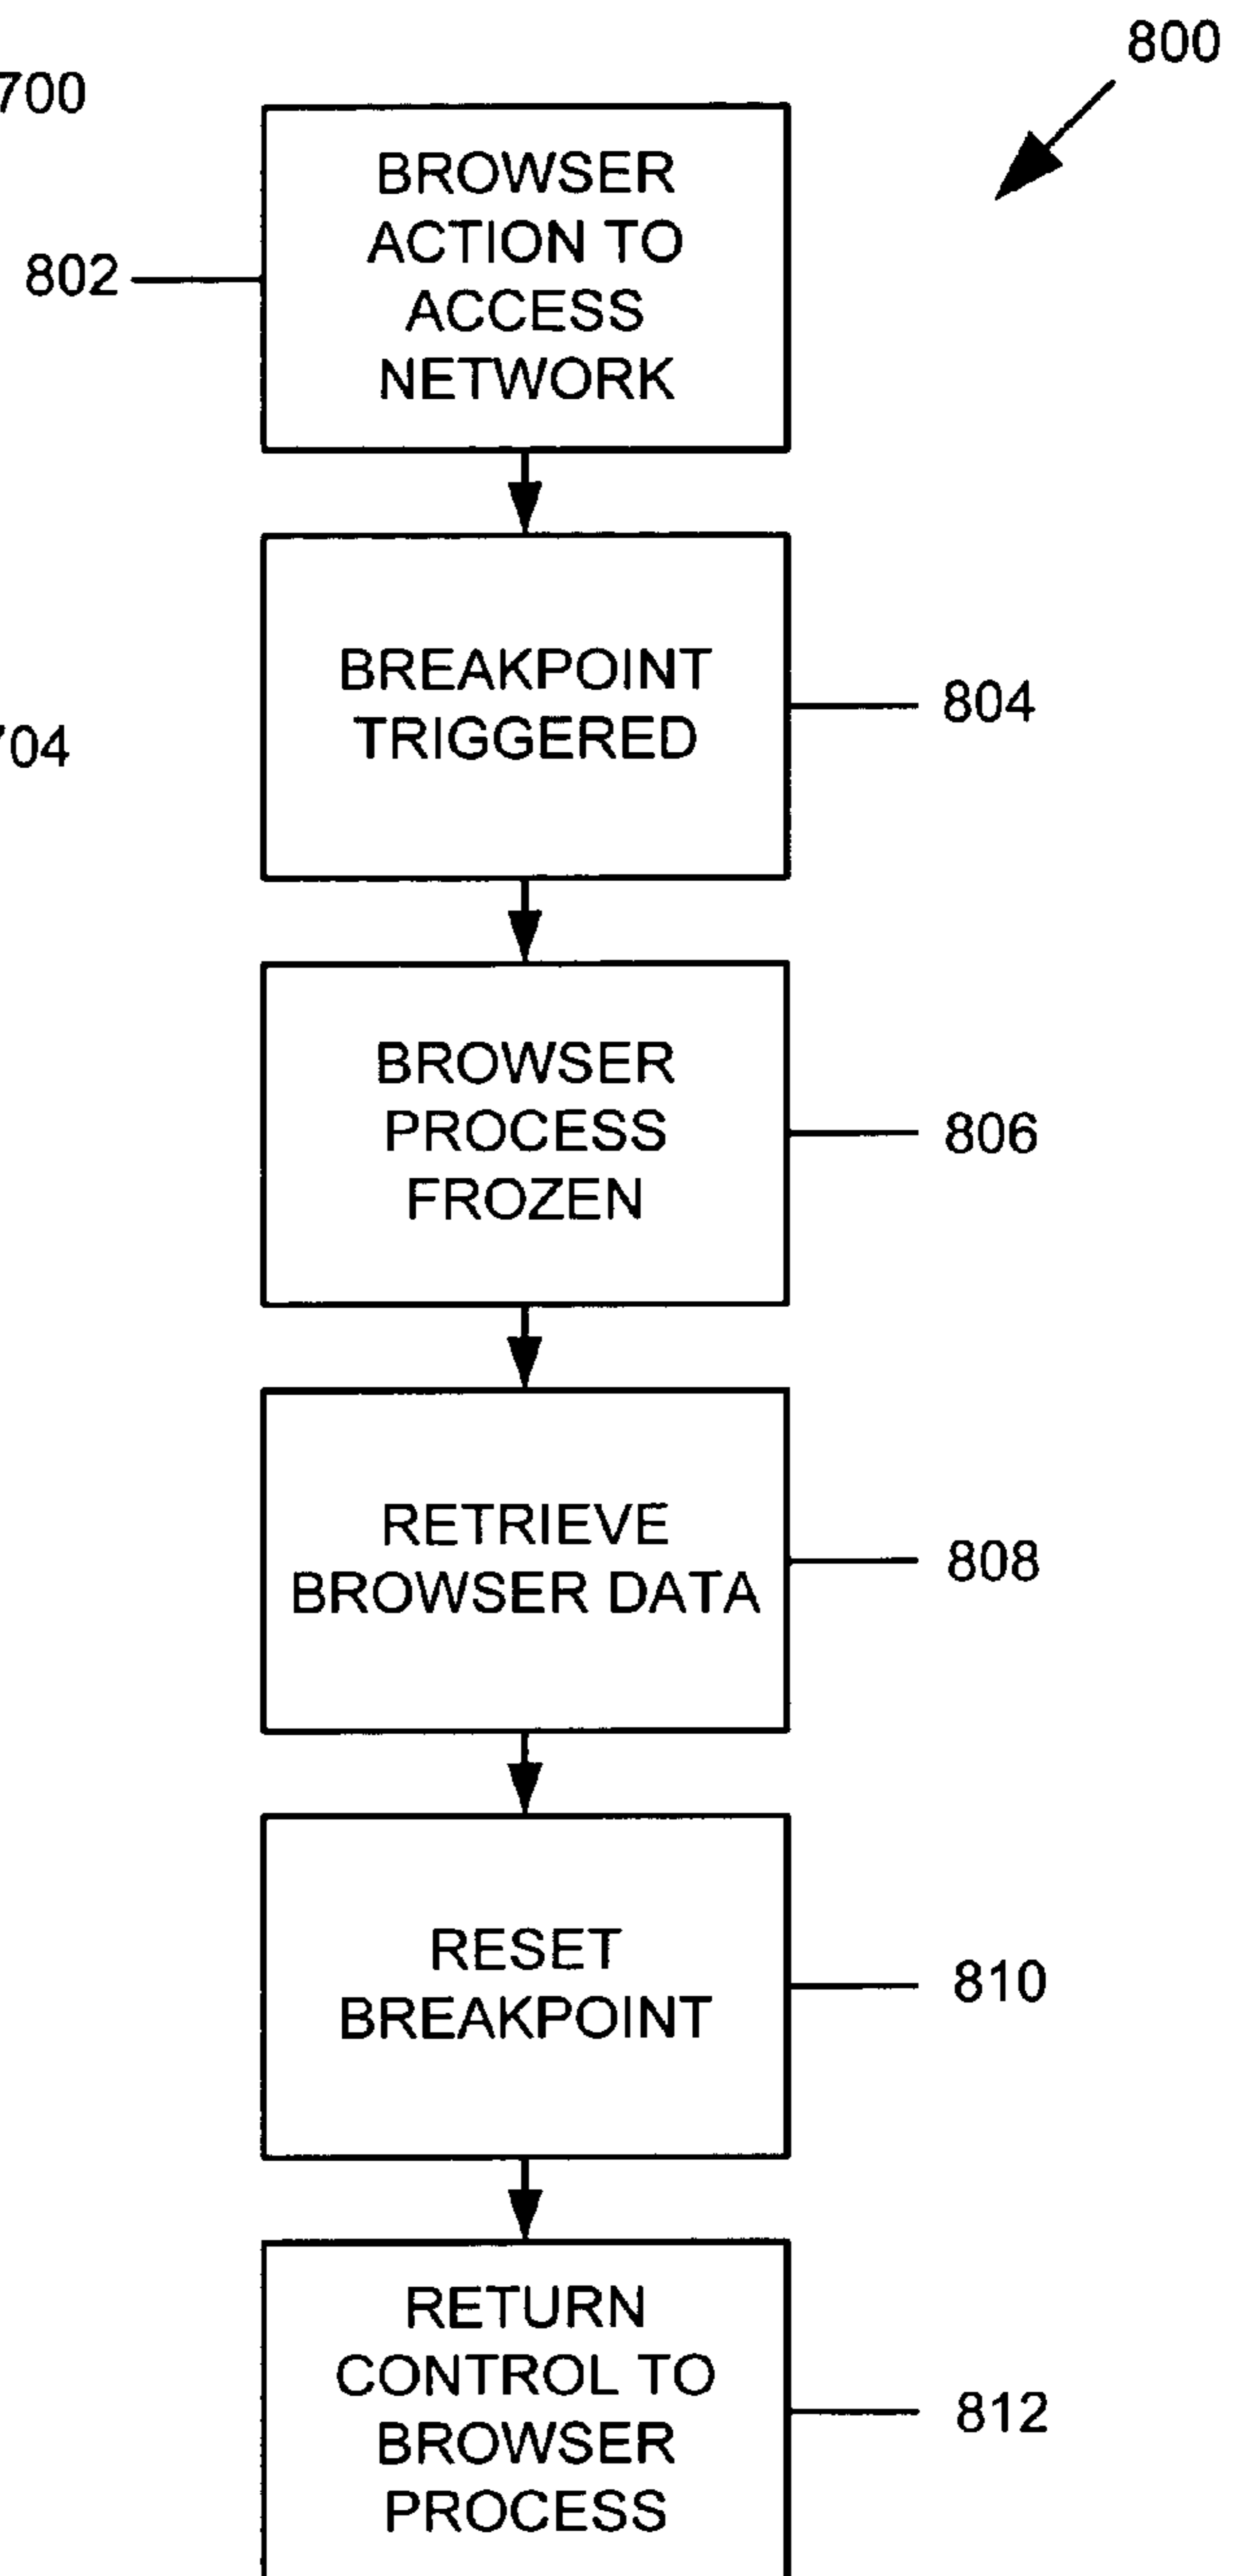 800
700
BROWSER
ACTION TO
ACCESS
NETWORK
802
BREAKPOINT
TRIGGERED
804
704
BROWSER
PROCESS
FROZEN
806
RETRIEVE
BROWSER DATA
808
RESET
BREAKPOINT
810
RETURN
CONTROL TO
BROWSER
PROCESS
812